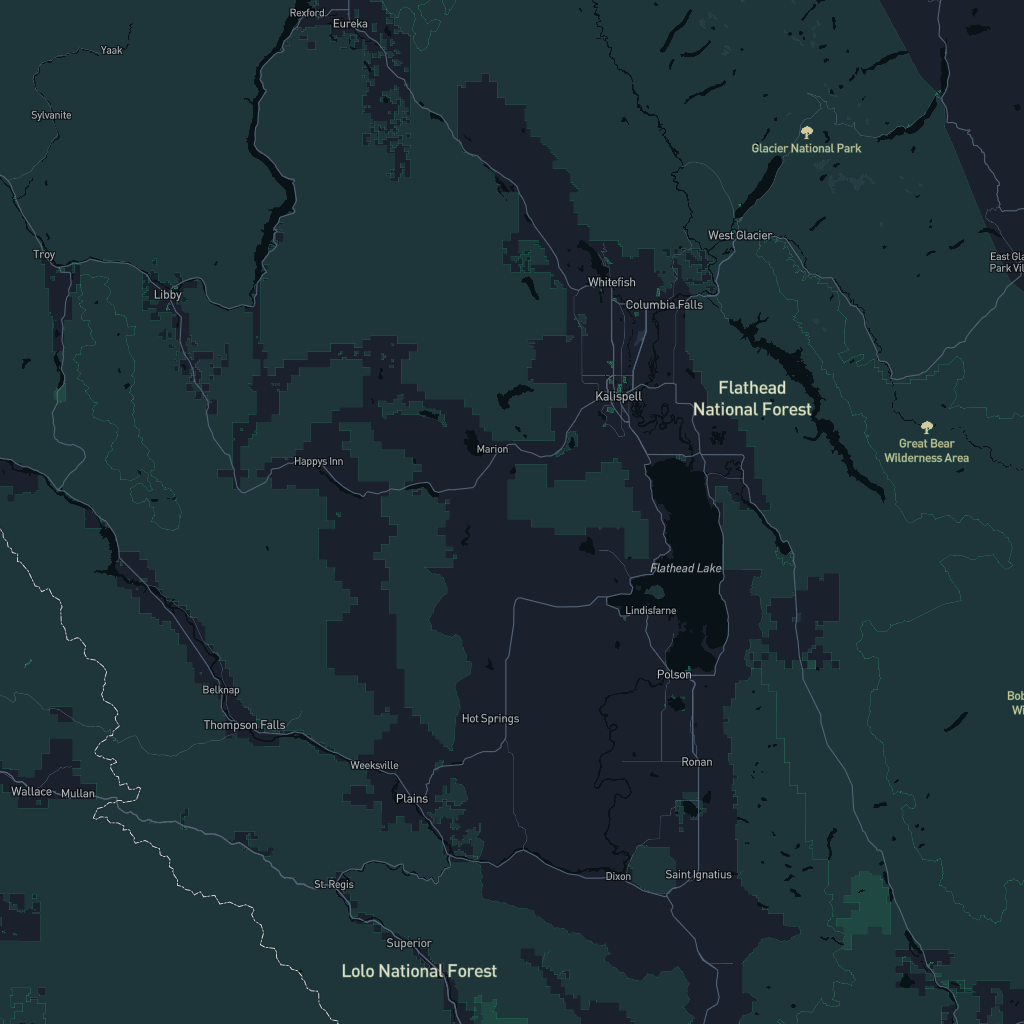 Rexford
Eureka
Yaak
Sylvanite
Glacier National Park
West Glacier
Troy
East Gla
Park Vil
Whitefish
Libby
Columbia Falls
Flathead
National Forest
Kalispell
Great Bear
Wilderness Area
Marion
Happys Inn
Flathead Lake
Lindisfarne
Polson
Belknap
Bob
Wi
Hot Springs
Thompson Falls
Ronan
Weeksville
Wallace
Mullan
Plains
Dixon
Saint Ignatius
St. Regis
Superior
Lolo National Forest